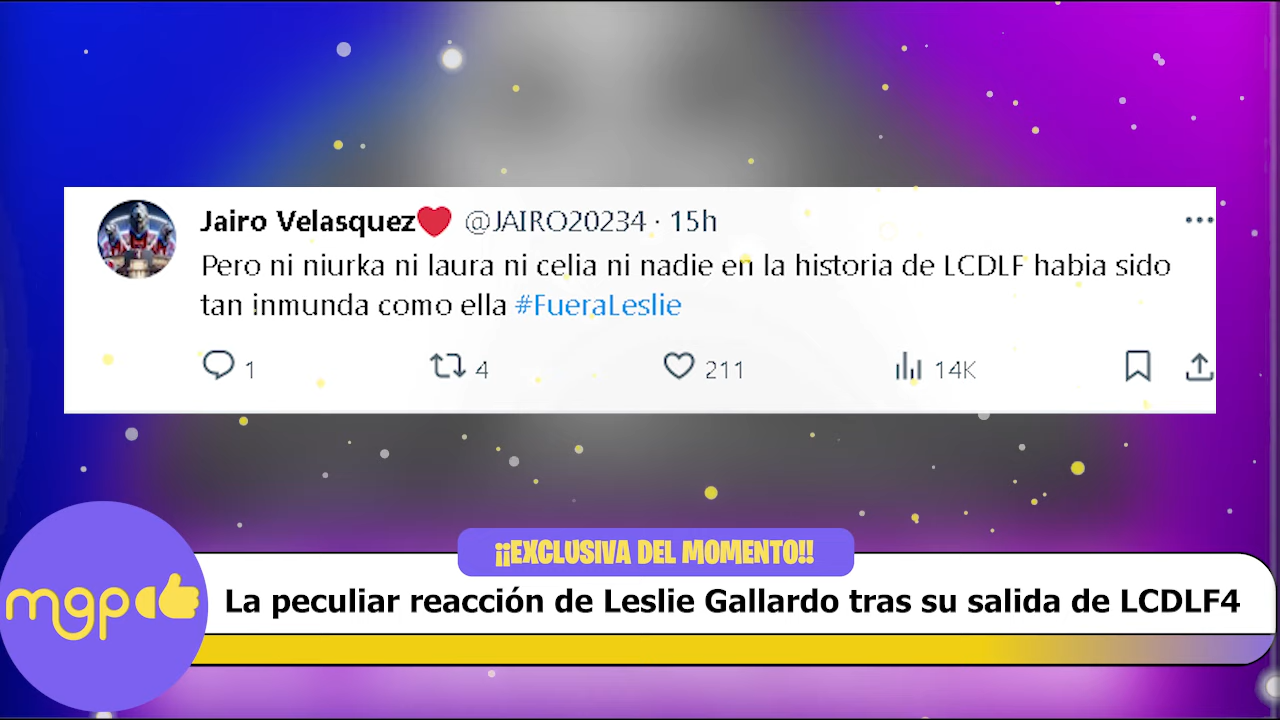 Jairo Velasquez❤️ @JAIRO20234 · 15h
Pero ni niurka ni laura ni celia ni nadie en la historia de LCDLF habia sido
tan inmunda como ella #FueraLeslie
1 4 211 14K
¡¡EXCLUSIVA DEL MOMENTO!!
mgp
La peculiar reacción de Leslie Gallardo tras su salida de LCDLF4